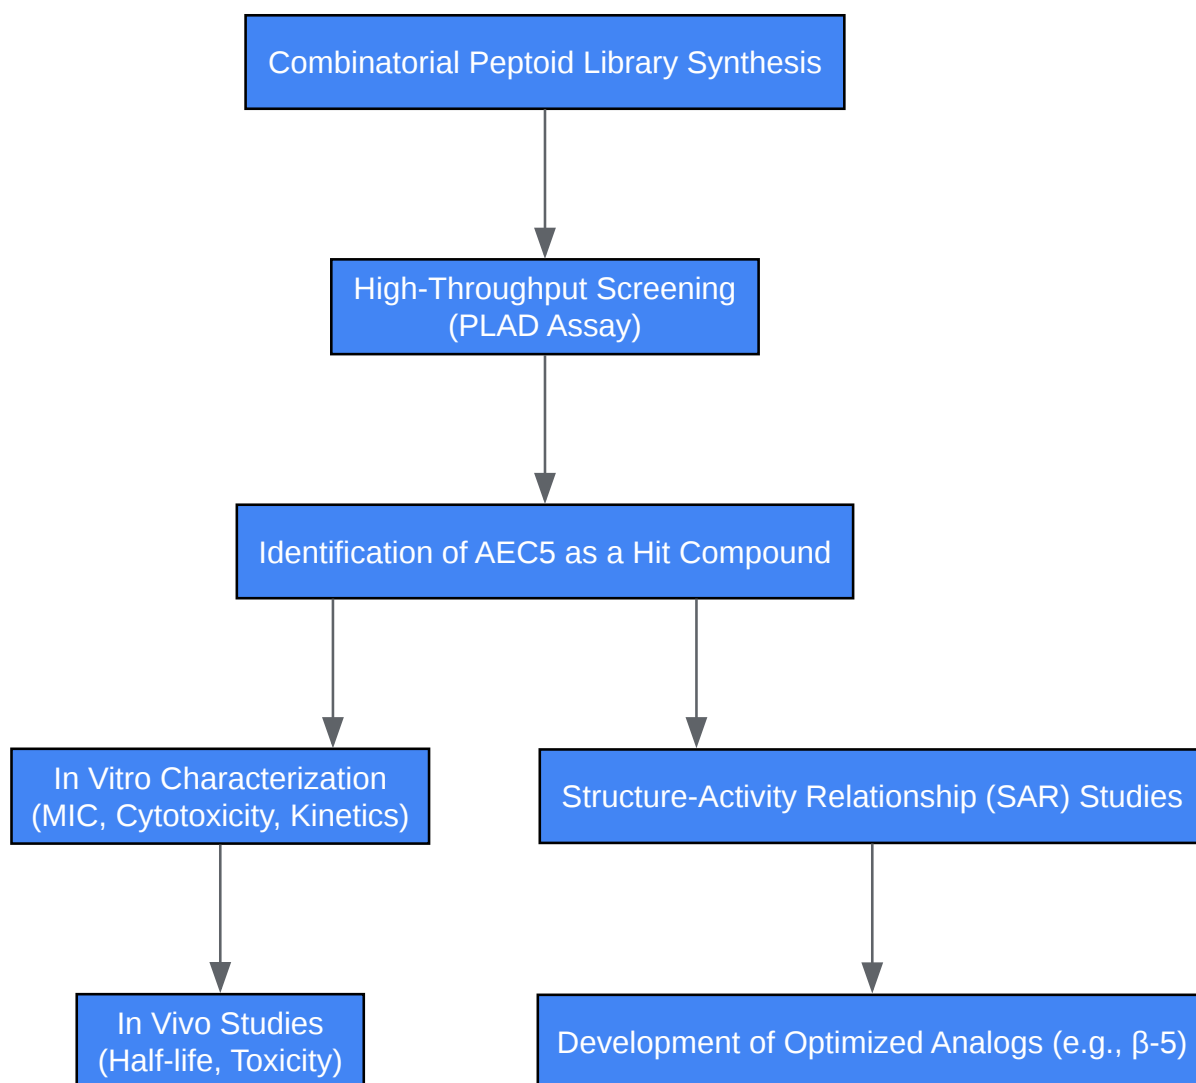 Combinatorial Peptoid Library Synthesis
High-Throughput Screening
(PLAD Assay)
Identification of AEC5 as a Hit Compound
In Vitro Characterization
(MIC, Cytotoxicity, Kinetics)
Structure-Activity Relationship (SAR) Studies
In Vivo Studies
(Half-life, Toxicity)
Development of Optimized Analogs (e.g., β-5)